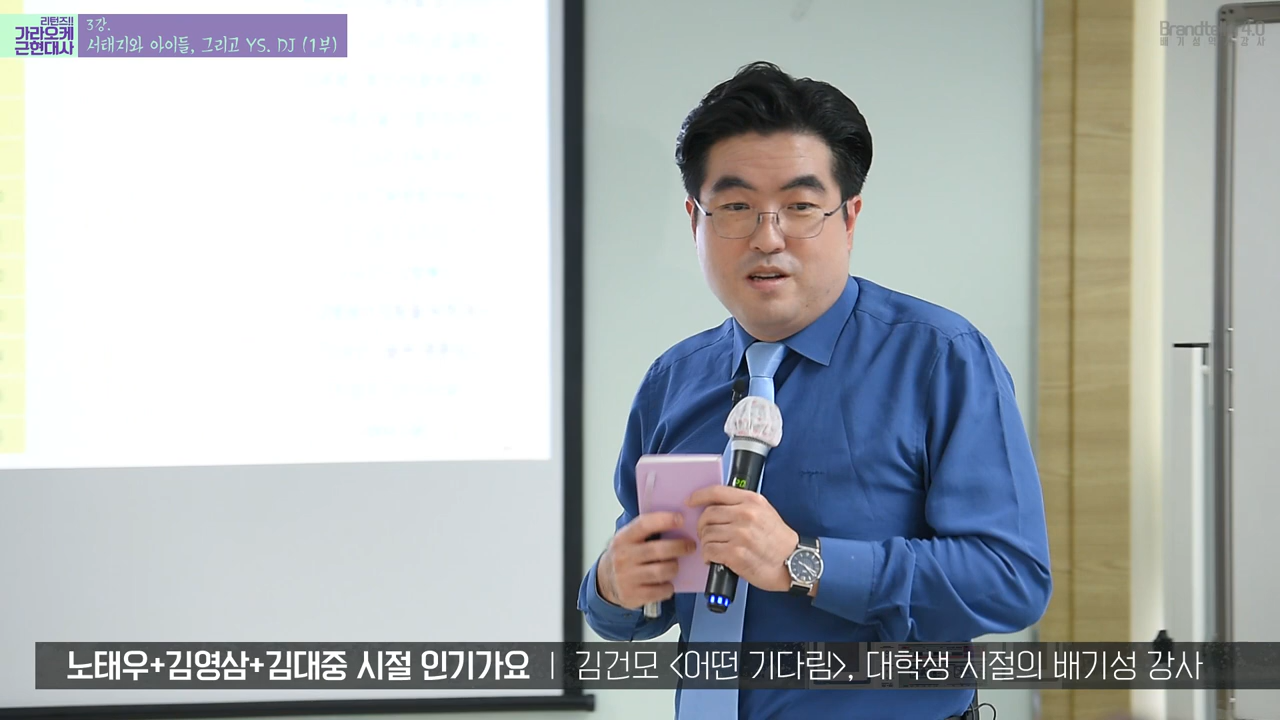 리턴즈!!
가라오케
근현대사
3강.
서태지와 아이들, 그리고 YS. DJ (1부)
노태우+김영삼+김대중 시절 인기가요 | 김건모 <어떤 기다림>, 대학생 시절의 배기성 강사